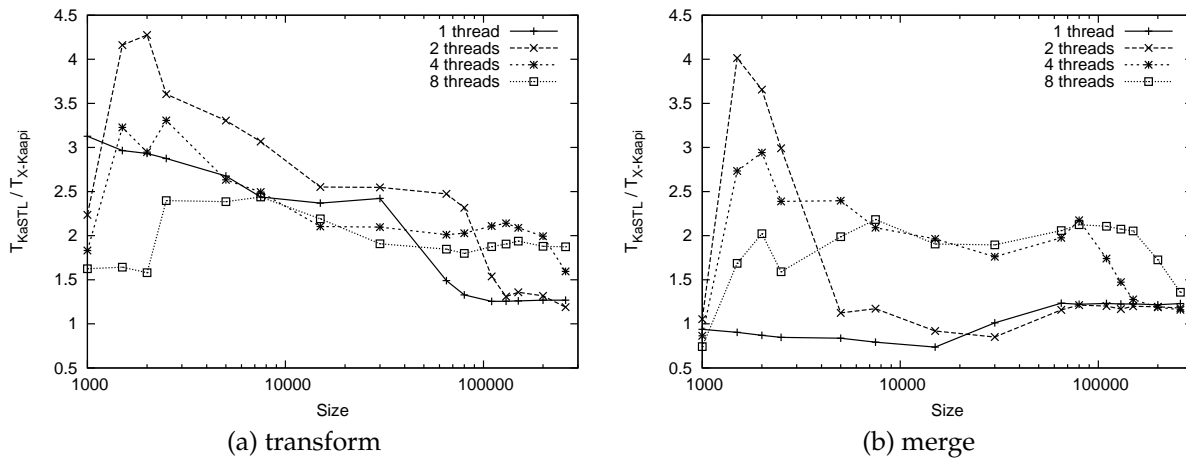 4.5
4
3.5
3
2.5
2
1.5
1
0.5
1000 10000 100000
T_KaSTL / T_X-Kaapi
Size
1 thread
2 threads
4 threads
8 threads
(a) transform
4.5
4
3.5
3
2.5
2
1.5
1
0.5
1000 10000 100000
T_KaSTL / T_X-Kaapi
Size
1 thread
2 threads
4 threads
8 threads
(b) merge